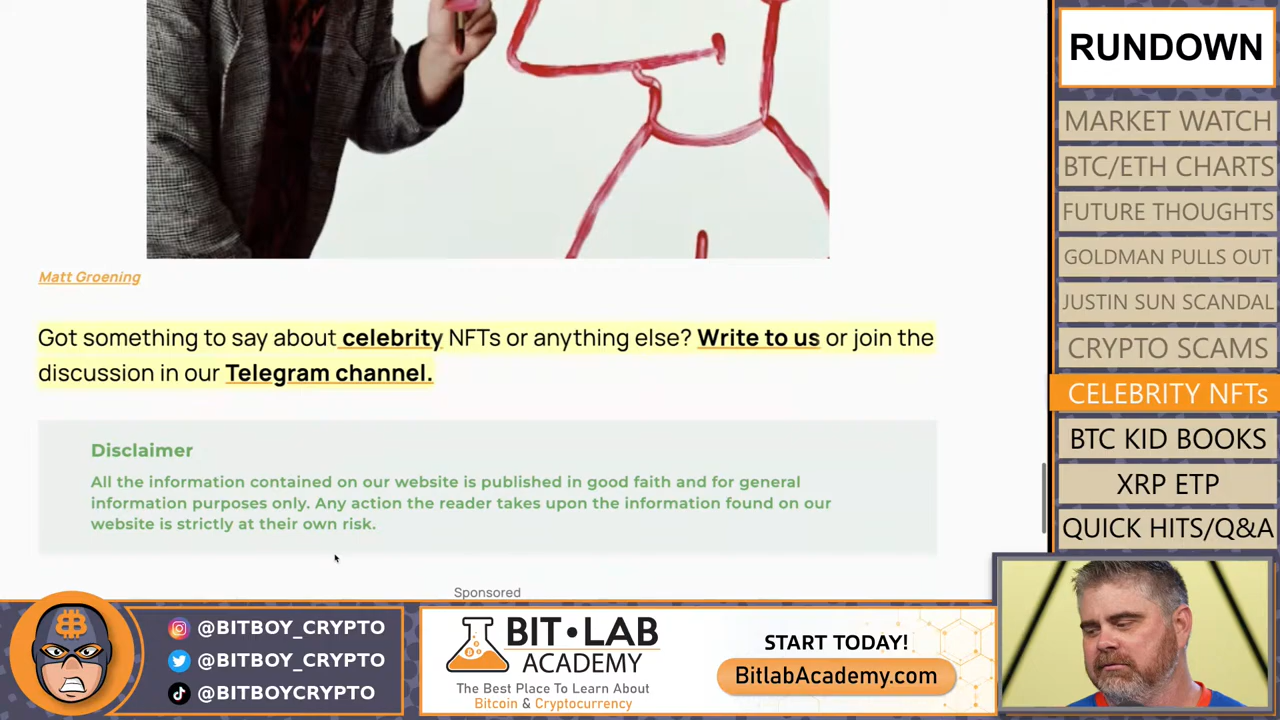 Matt Groening
Got something to say about celebrity NFTs or anything else? Write to us or join the
discussion in our Telegram channel.
Disclaimer
All the information contained on our website is published in good faith and for general
information purposes only. Any action the reader takes upon the information found on our
website is strictly at their own risk.
Sponsored
RUNDOWN
MARKET WATCH
BTC/ETH CHARTS
FUTURE THOUGHTS
GOLDMAN PULLS OUT
JUSTIN SUN SCANDAL
CRYPTO SCAMS
CELEBRITY NFTs
BTC KID BOOKS
XRP ETP
QUICK HITS/Q&A
@BITBOY_CRYPTO
@BITBOY_CRYPTO
@BITBOYCRYPTO
BIT•LAB
ACADEMY
The Best Place To Learn About
Bitcoin & Cryptocurrency
START TODAY!
BitlabAcademy.com